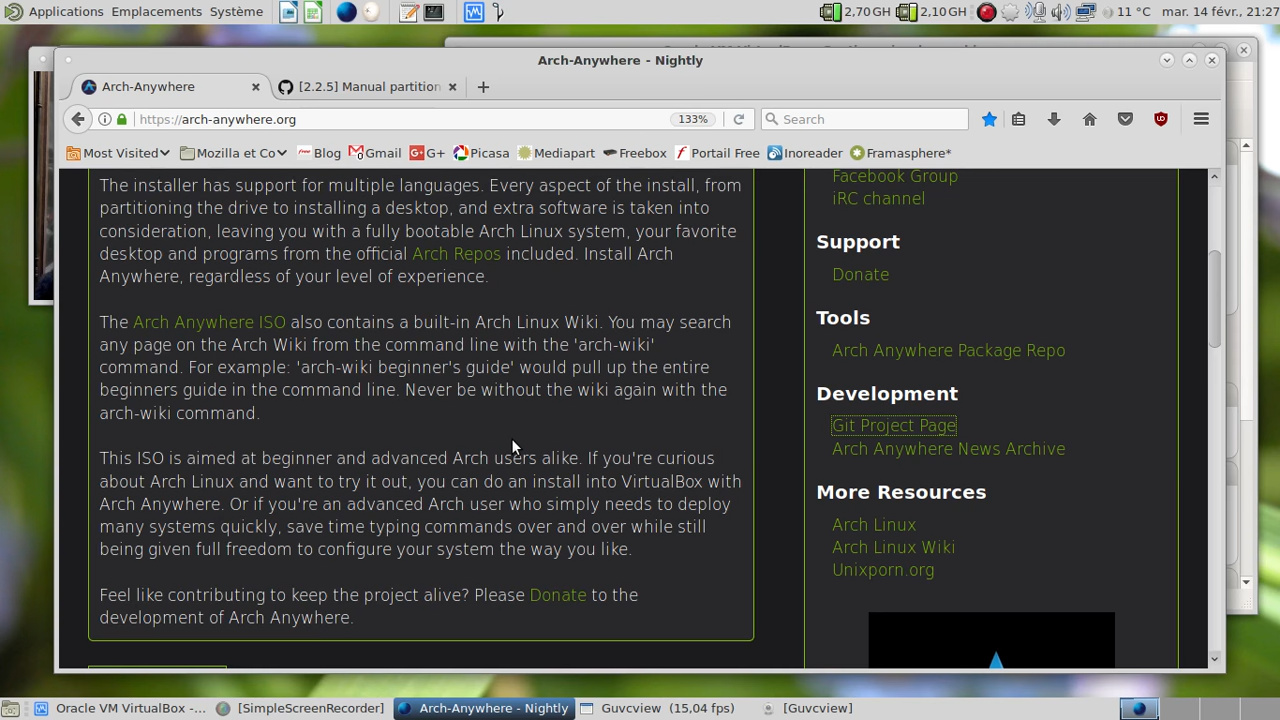 Applications Emplacements Système
2,70 GH 2,10 GH 11 °C mar. 14 févr., 21:27
Arch-Anywhere - Nightly
Arch-Anywhere
[2.2.5] Manual partition
https://arch-anywhere.org
133%
Search
Most Visited Mozilla et Co Blog Gmail G+ Picasa Mediapart Freebox Portail Free Inoreader Framasphere*
The installer has support for multiple languages. Every aspect of the install, from
partitioning the drive to installing a desktop, and extra software is taken into
consideration, leaving you with a fully bootable Arch Linux system, your favorite
desktop and programs from the official Arch Repos included. Install Arch
Anywhere, regardless of your level of experience.
The Arch Anywhere ISO also contains a built-in Arch Linux Wiki. You may search
any page on the Arch Wiki from the command line with the 'arch-wiki'
command. For example: 'arch-wiki beginner's guide' would pull up the entire
beginners guide in the command line. Never be without the wiki again with the
arch-wiki command.
This ISO is aimed at beginner and advanced Arch users alike. If you're curious
about Arch Linux and want to try it out, you can do an install into VirtualBox with
Arch Anywhere. Or if you're an advanced Arch user who simply needs to deploy
many systems quickly, save time typing commands over and over while still
being given full freedom to configure your system the way you like.
Feel like contributing to keep the project alive? Please Donate to the
development of Arch Anywhere.
Facebook Group
iRC channel
Support
Donate
Tools
Arch Anywhere Package Repo
Development
Git Project Page
Arch Anywhere News Archive
More Resources
Arch Linux
Arch Linux Wiki
Unixporn.org
Oracle VM VirtualBox -... [SimpleScreenRecorder] Arch-Anywhere - Nightly Guvcview (15,04 fps) [Guvcview]